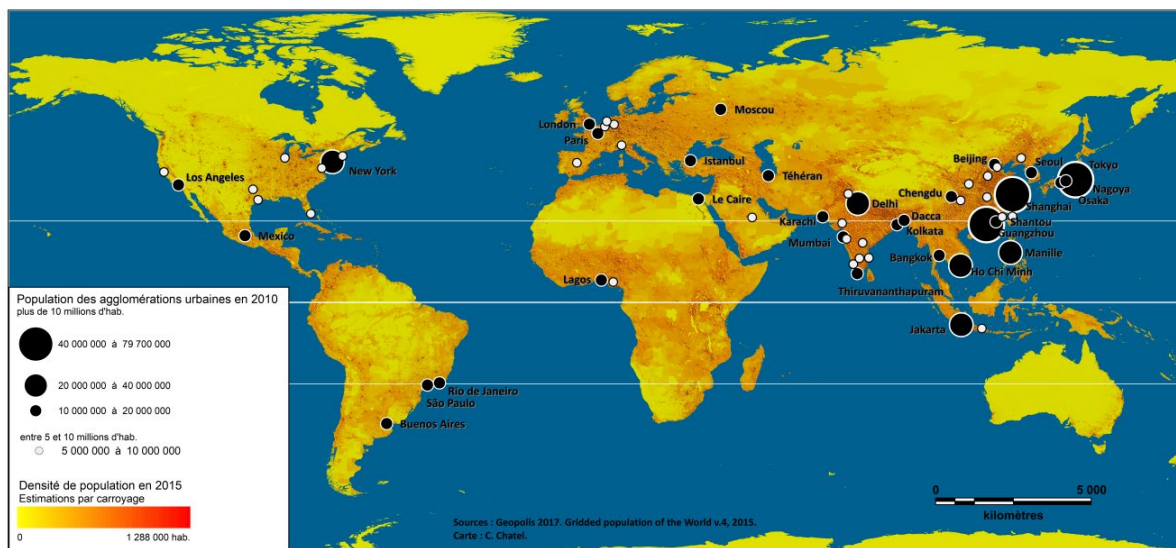 Moscou
London
Paris
Istanbul
Téhéran
Le Caire
New York
Los Angeles
Mexico
Lagos
Karachi
Mumbai
Delhi
Dacca
Kolkata
Chengdu
Beijing
Seoul
Tokyo
Nagoya
Osaka
Shanghai
Shantou
Guangzhou
Manille
Bangkok
Ho Chi Minh
Thiruvananthapuram
Jakarta
Rio de Janeiro
São Paulo
Buenos Aires
Population des agglomérations urbaines en 2010
plus de 10 millions d'hab.
40 000 000 à 79 700 000
20 000 000 à 40 000 000
10 000 000 à 20 000 000
entre 5 et 10 millions d'hab.
5 000 000 à 10 000 000
Densité de population en 2015
Estimations par carroyage
0 1 288 000 hab.
Sources : Geopolis 2017. Gridded population of the World v.4, 2015.
Carte : C. Chatel.
0 5 000
kilomètres